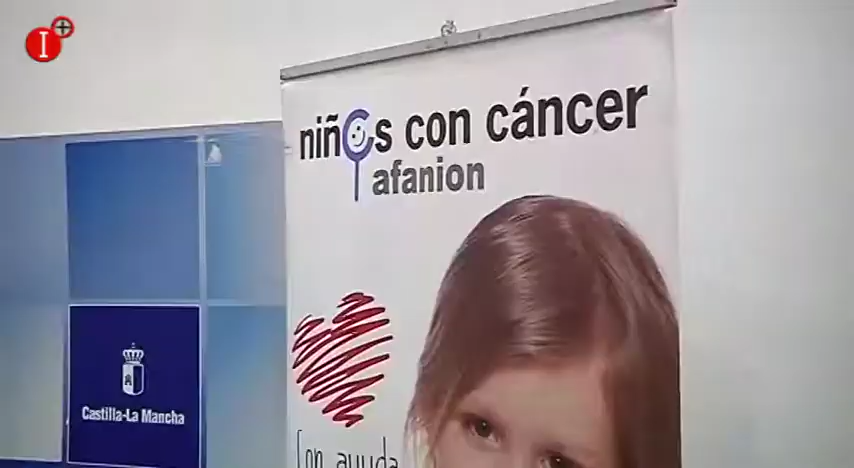 I+
niños con cáncer
afanion
Con ayuda
Castilla-La Mancha